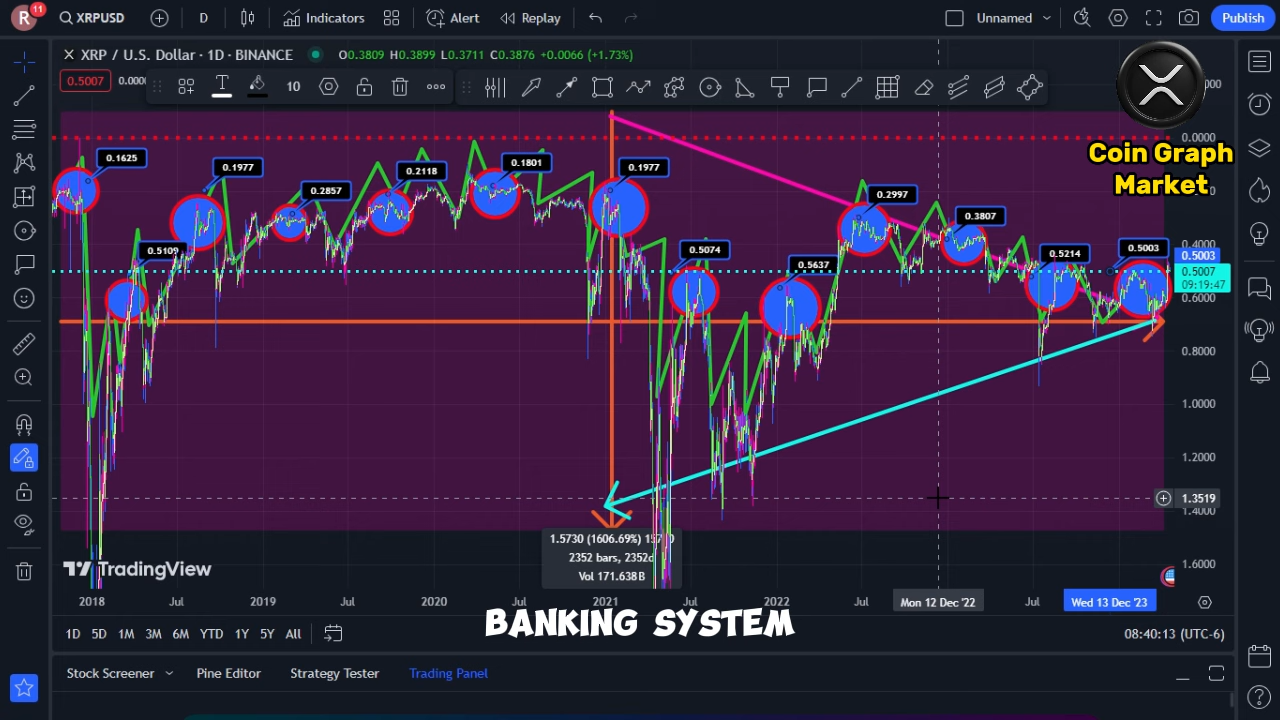 R 11 XRPUSD D Indicators Alert Replay Unnamed Publish
XRP / U.S. Dollar · 1D · BINANCE O0.3809 H0.3899 L0.3711 C0.3876 +0.0066 (+1.73%)
0.5007 0.000 10
0.0000
Coin Graph
Market
0.1625 0.1977 0.2857 0.2118 0.1801 0.1977 0.2997 0.3807
0.5109 0.5074 0.5637 0.5214 0.5003
0.4000
0.5003
0.5007
09:19:47
0.6000
0.8000
1.0000
1.2000
1.3519
1.4000
1.5730 (1606.69%)
2352 bars, 2352d
Vol 171.638B
1.6000
TradingView
2018 Jul 2019 Jul 2020 Jul 2021 Jul 2022 Jul Mon 12 Dec '22 Jul Wed 13 Dec '23
BANKING SYSTEM
1D 5D 1M 3M 6M YTD 1Y 5Y All 08:40:13 (UTC-6)
Stock Screener Pine Editor Strategy Tester Trading Panel